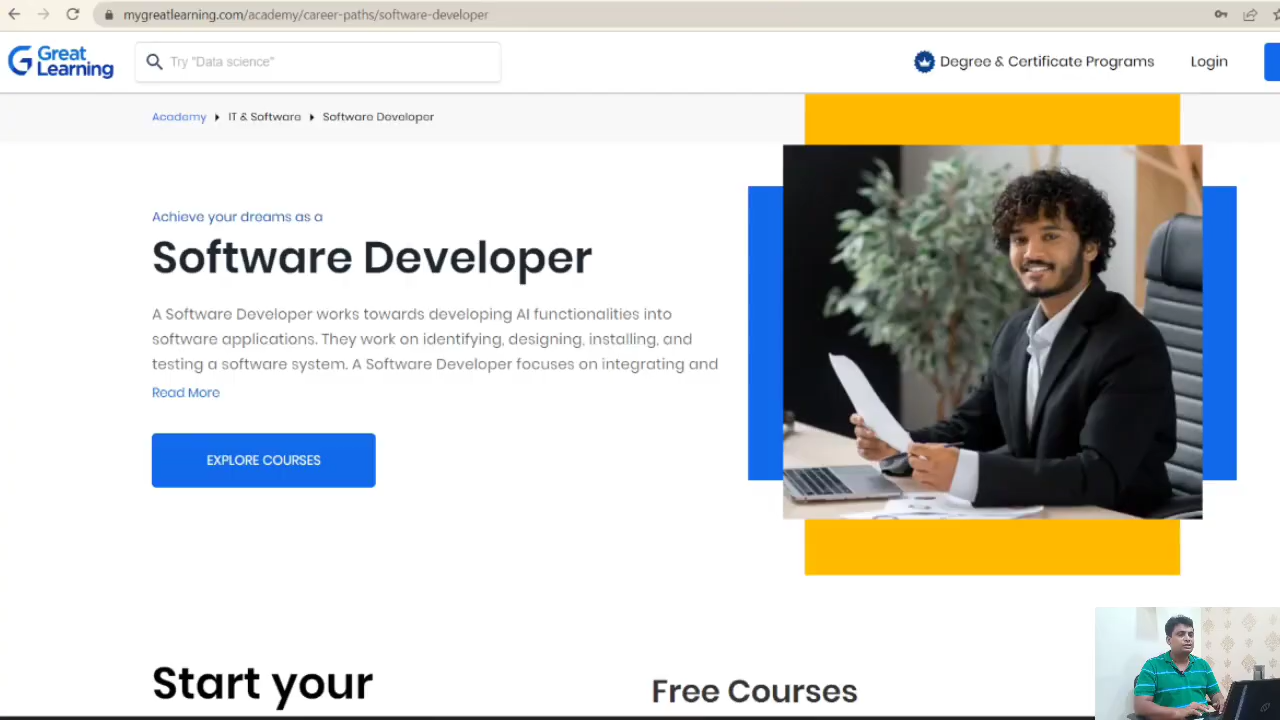 mygreatlearning.com/academy/career-paths/software-developer
Great
Learning
Try "Data science"
Degree & Certificate Programs
Login
Academy
IT & Software
Software Developer
Achieve your dreams as a
Software Developer
A Software Developer works towards developing AI functionalities into
software applications. They work on identifying, designing, installing, and
testing a software system. A Software Developer focuses on integrating and
Read More
EXPLORE COURSES
Start your
Free Courses